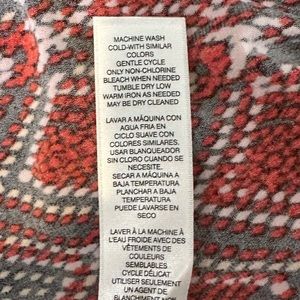 MACHINE WASH
COLD-WITH SIMILAR
COLORS
GENTLE CYCLE
ONLY NON-CHLORINE
BLEACH WHEN NEEDED
TUMBLE DRY LOW
WARM IRON AS NEEDED
MAY BE DRY CLEANED
LAVAR A MÁQUINA CON
AGUA FRIA EN
CICLO SUAVE CON
COLORES SIMILARES.
USAR BLANQUEADOR
SIN CLORO CUANDO SE
NECESITE.
SECAR A MÁQUINA A
BAJA TEMPERATURA
PLANCHAR A BAJA
TEMPERATURA
PUEDE LAVARSE EN
SECO
LAVER À LA MACHINE À
L'EAU FROIDE AVEC DES
VÊTEMENTS DE
COULEURS
SEMBLABLES
CYCLE DÉLICAT
UTILISER SEULEMENT
UN AGENT DE
BLANCHIMENT NON